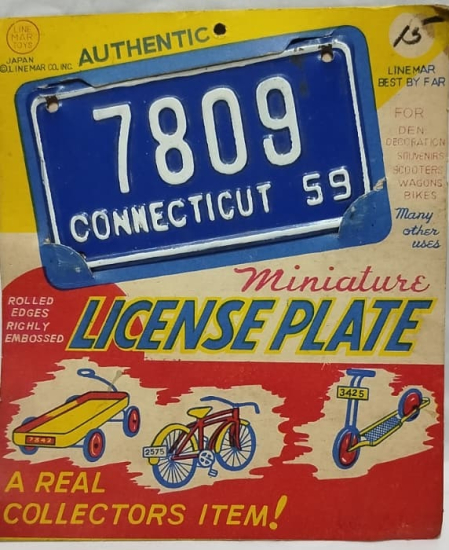 LINE
MAR
TOYS
JAPAN
©LINEMAR CO., INC.
AUTHENTIC
15
LINEMAR
BEST BY FAR
7809
CONNECTICUT 59
FOR
DEN:
DECORATION
SOUVENIRS
SCOOTERS
WAGONS
BIKES
Many
other
uses
Miniature
ROLLED
EDGES
RICHLY
EMBOSSED
LICENSE PLATE
7842
2575
3425
A REAL
COLLECTORS ITEM!